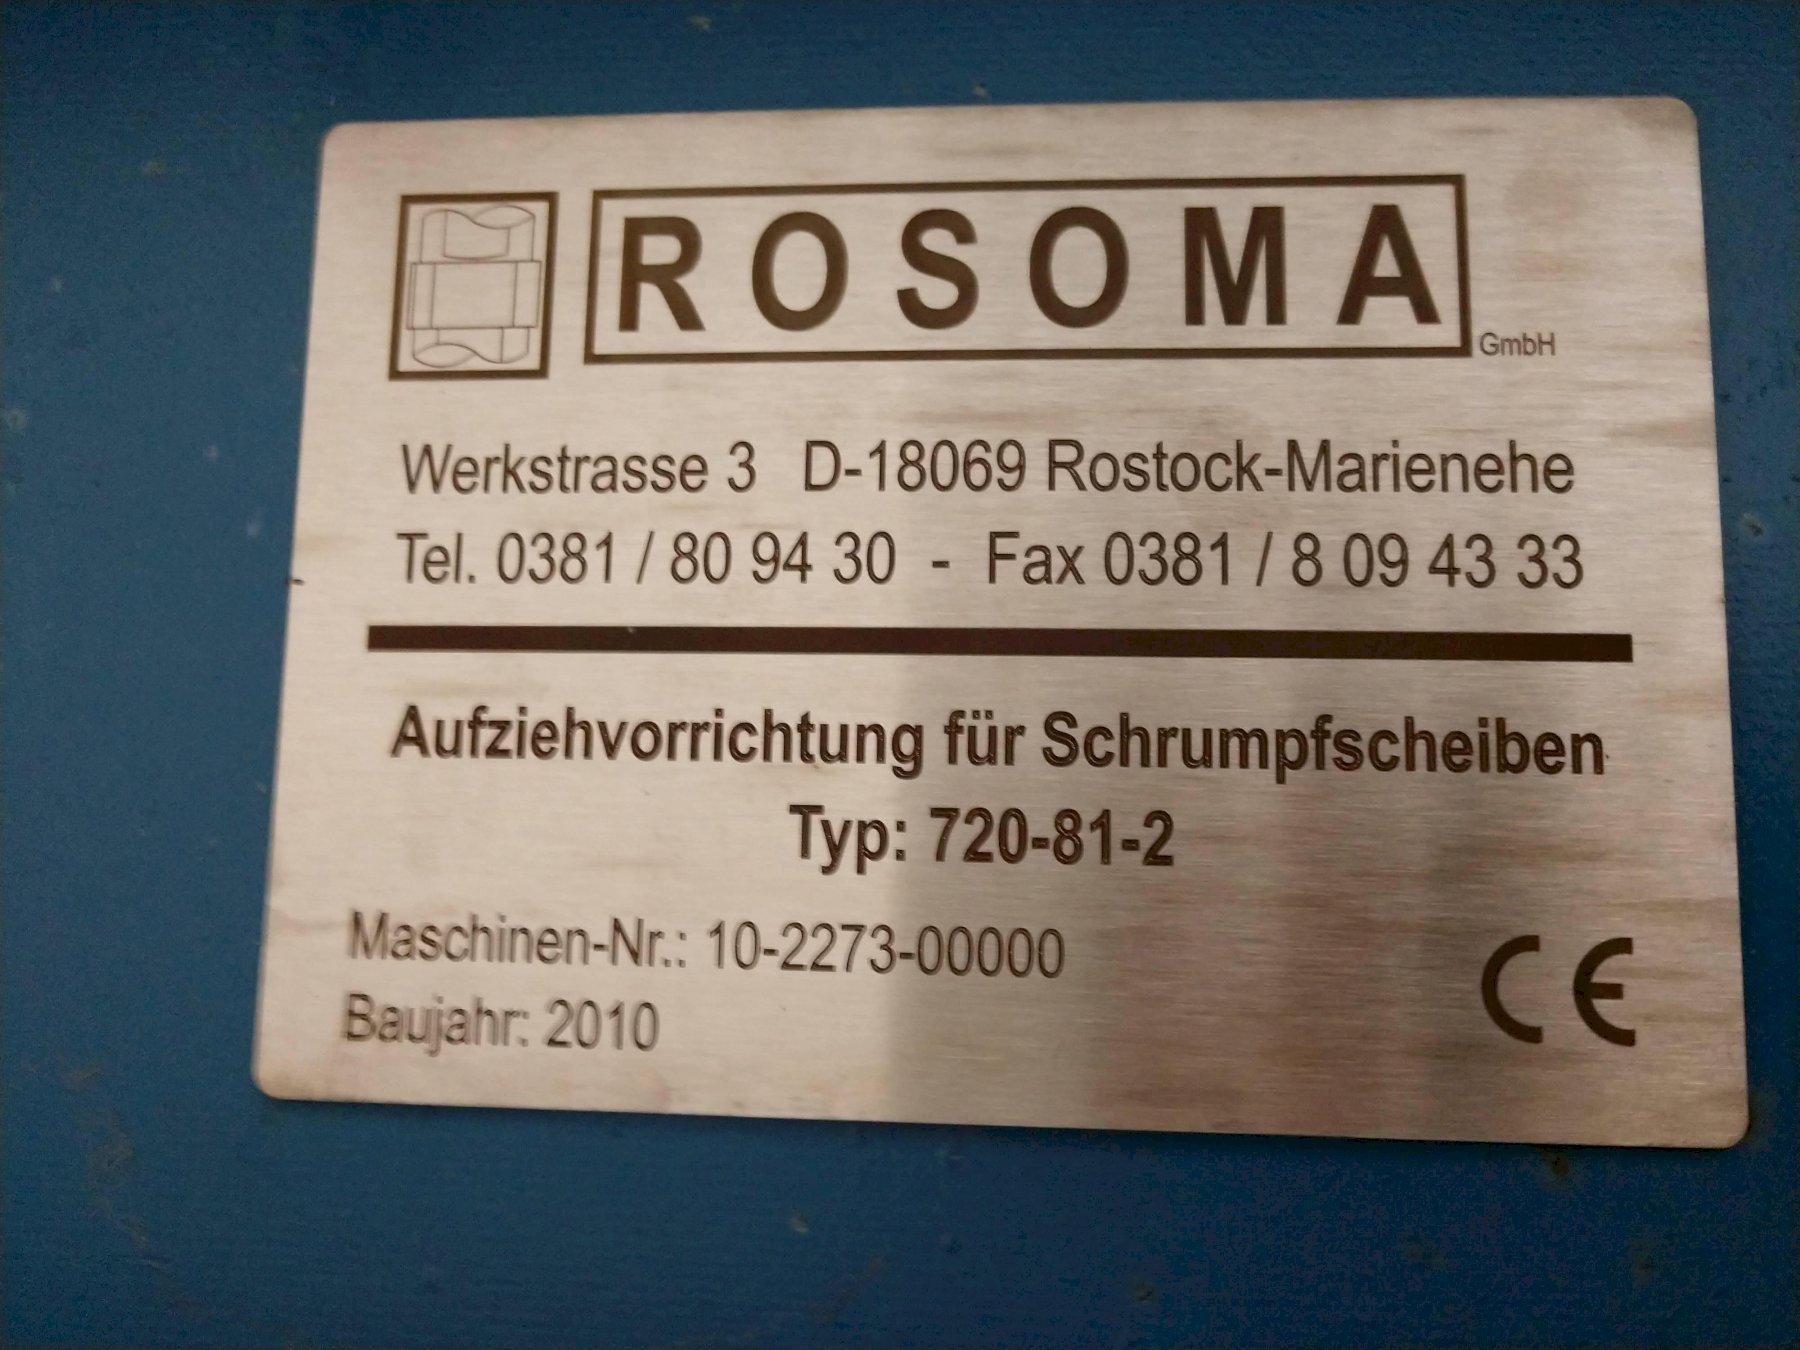 ROSOMA
GmbH
Werkstrasse 3 D-18069 Rostock-Marienehe
Tel. 0381 / 80 94 30 - Fax 0381 / 8 09 43 33
Aufziehvorrichtung für Schrumpfscheiben
Typ: 720-81-2
Maschinen-Nr.: 10-2273-00000
Baujahr: 2010
CE